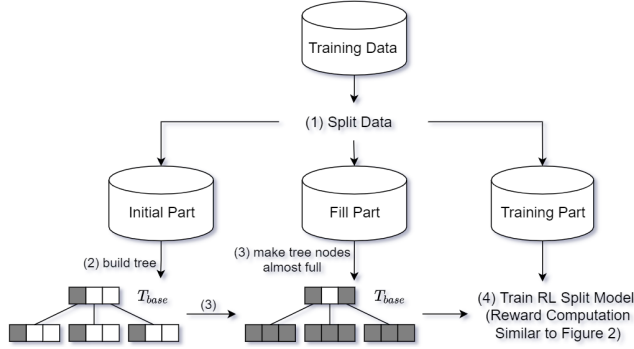 Training Data
(1) Split Data
Initial Part
Fill Part
Training Part
(2) build tree
(3) make tree nodes
almost full
T_base
(3)
T_base
(4) Train RL Split Model
(Reward Computation
Similar to Figure 2)